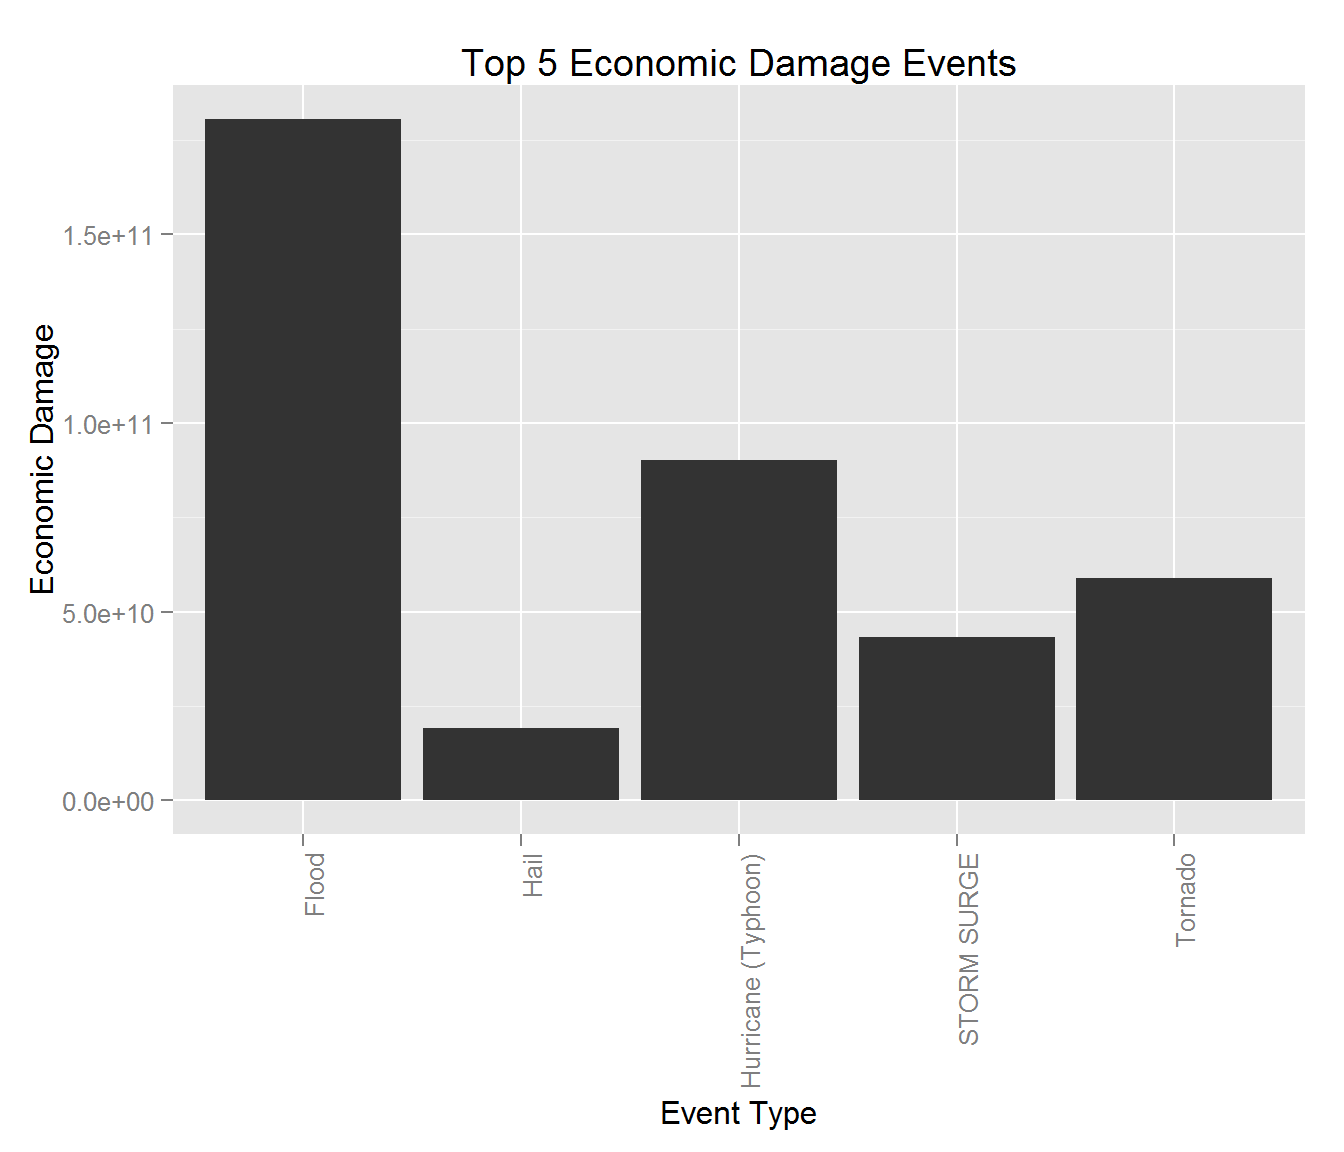 Top 5 Economic Damage Events
Economic Damage
1.5e+11
1.0e+11
5.0e+10
0.0e+00
Flood
Hail
Hurricane (Typhoon)
STORM SURGE
Tornado
Event Type